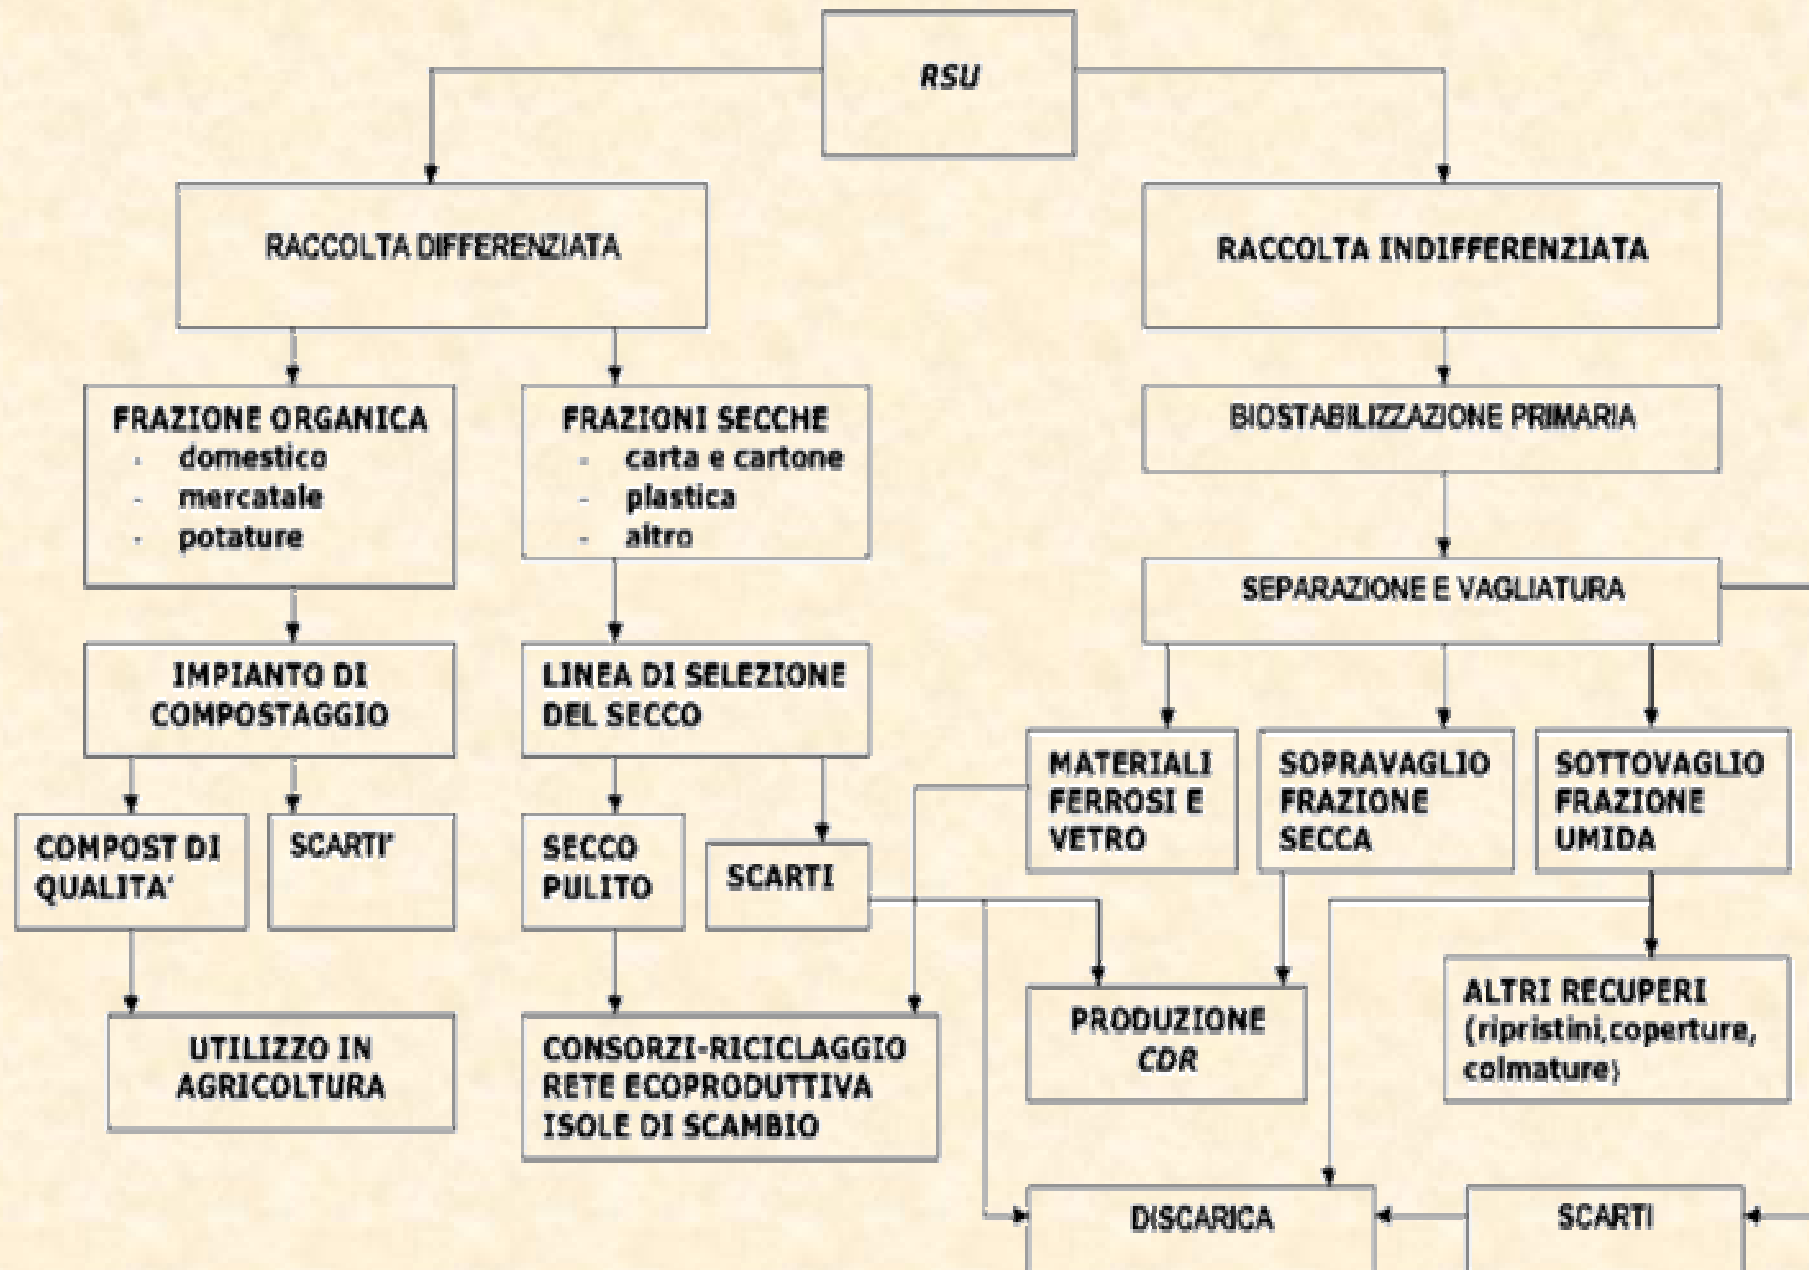 RSU
RACCOLTA DIFFERENZIATA
RACCOLTA INDIFFERENZIATA
FRAZIONE ORGANICA
- domestico
- mercatale
- potature
FRAZIONI SECCHE
- carta e cartone
- plastica
- altro
BIOSTABILIZZAZIONE PRIMARIA
SEPARAZIONE E VAGLIATURA
IMPIANTO DI
COMPOSTAGGIO
LINEA DI SELEZIONE
DEL SECCO
MATERIALI
FERROSI E
VETRO
SOPRAVAGLIO
FRAZIONE
SECCA
SOTTOVAGLIO
FRAZIONE
UMIDA
COMPOST DI
QUALITA'
SCARTI'
SECCO
PULITO
SCARTI
ALTRI RECUPERI
(ripristini,coperture,
colmature)
PRODUZIONE
CDR
UTILIZZO IN
AGRICOLTURA
CONSORZI-RICICLAGGIO
RETE ECOPRODUTTIVA
ISOLE DI SCAMBIO
DISCARICA
SCARTI